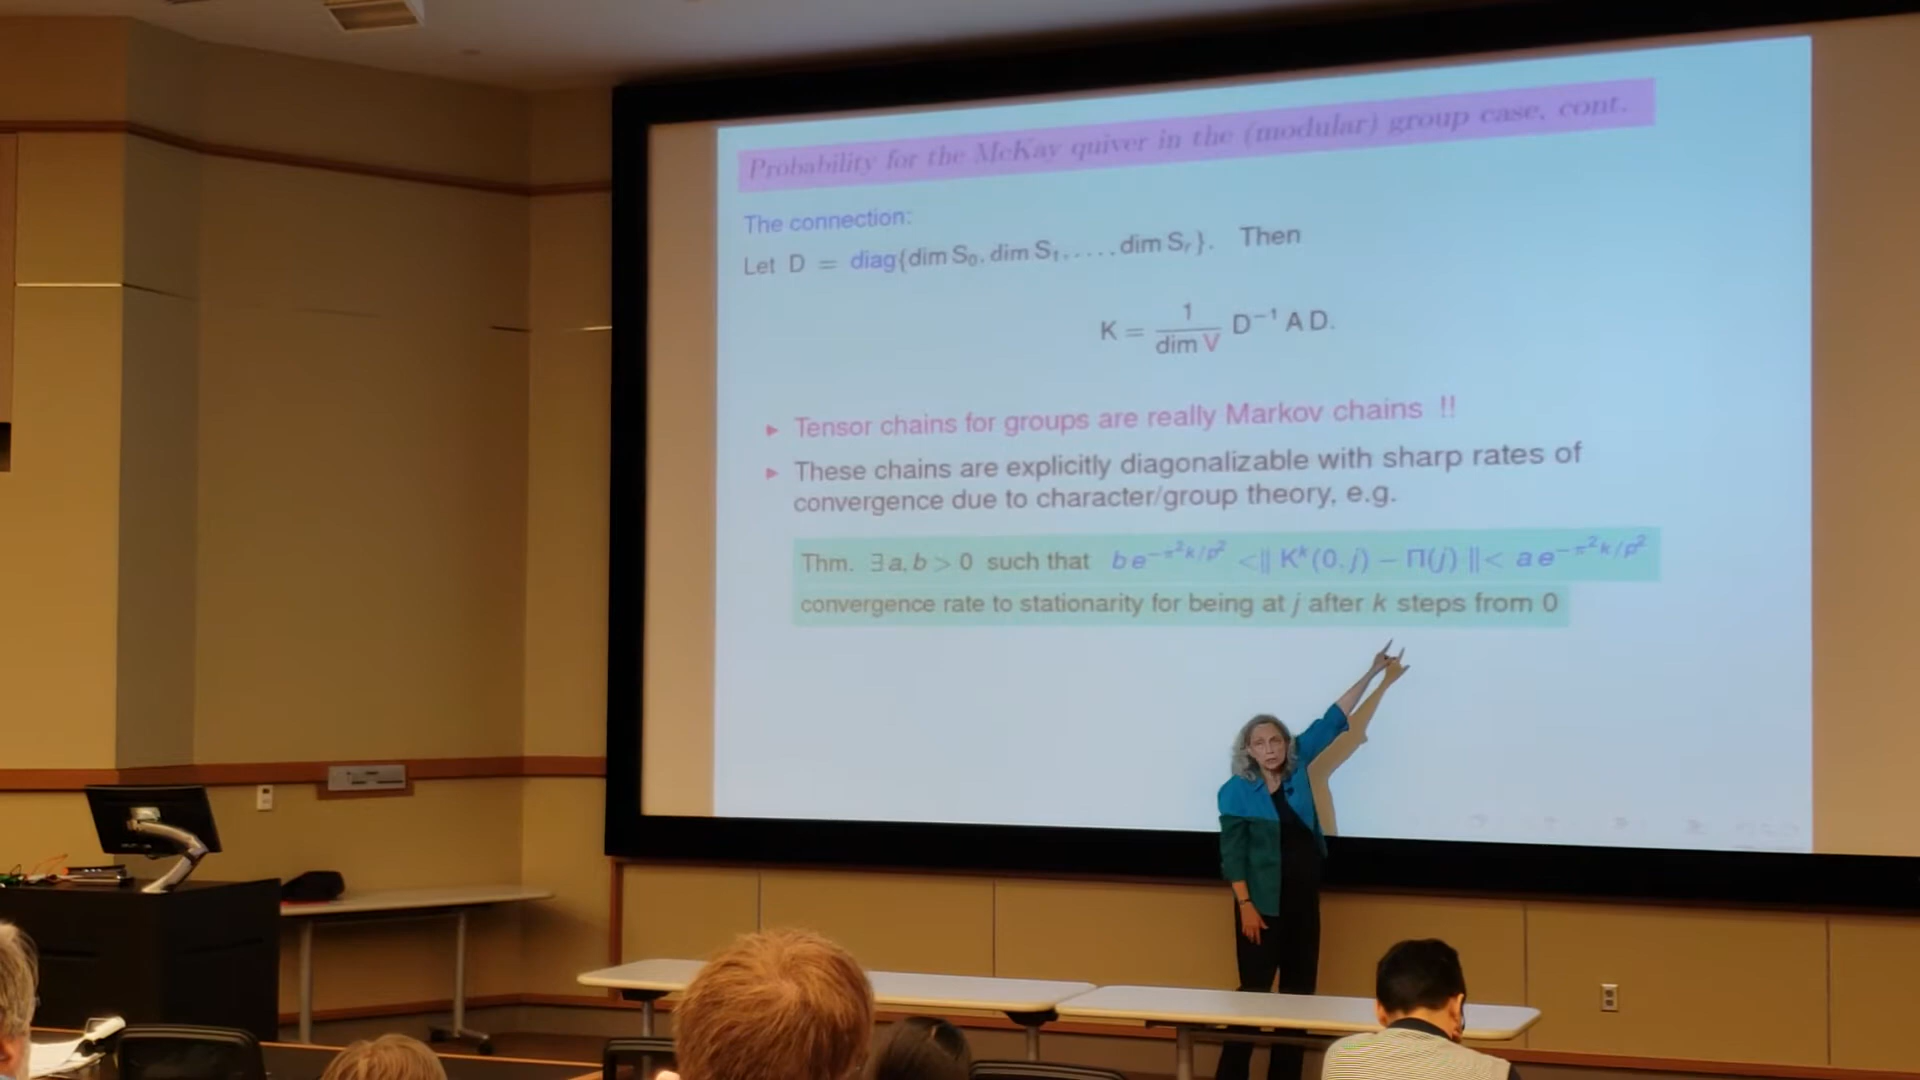 Probability for the McKay quiver in the (modular) group case, cont.
The connection:
Let D = diag{dim S₀, dim S₁, . . . , dim Sᵣ}. Then
K = 1/dim V D⁻¹ A D.
► Tensor chains for groups are really Markov chains !!
► These chains are explicitly diagonalizable with sharp rates of
convergence due to character/group theory, e.g.
Thm. ∃ a, b > 0 such that b e^{−π²k/p²} <‖ Kᵏ(0, j) − Π(j) ‖< a e^{−π²k/p²}
convergence rate to stationarity for being at j after k steps from 0